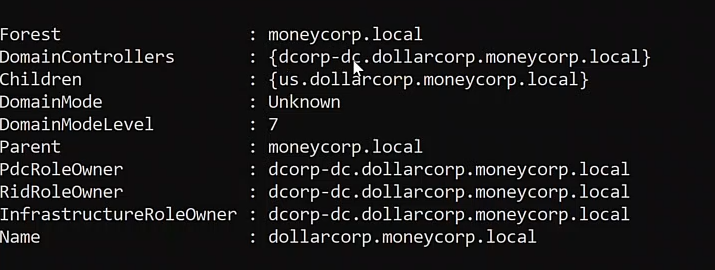 Forest : moneycorp.local
DomainControllers : {dcorp-dc.dollarcorp.moneycorp.local}
Children : {us.dollarcorp.moneycorp.local}
DomainMode : Unknown
DomainModeLevel : 7
Parent : moneycorp.local
PdcRoleOwner : dcorp-dc.dollarcorp.moneycorp.local
RidRoleOwner : dcorp-dc.dollarcorp.moneycorp.local
InfrastructureRoleOwner : dcorp-dc.dollarcorp.moneycorp.local
Name : dollarcorp.moneycorp.local